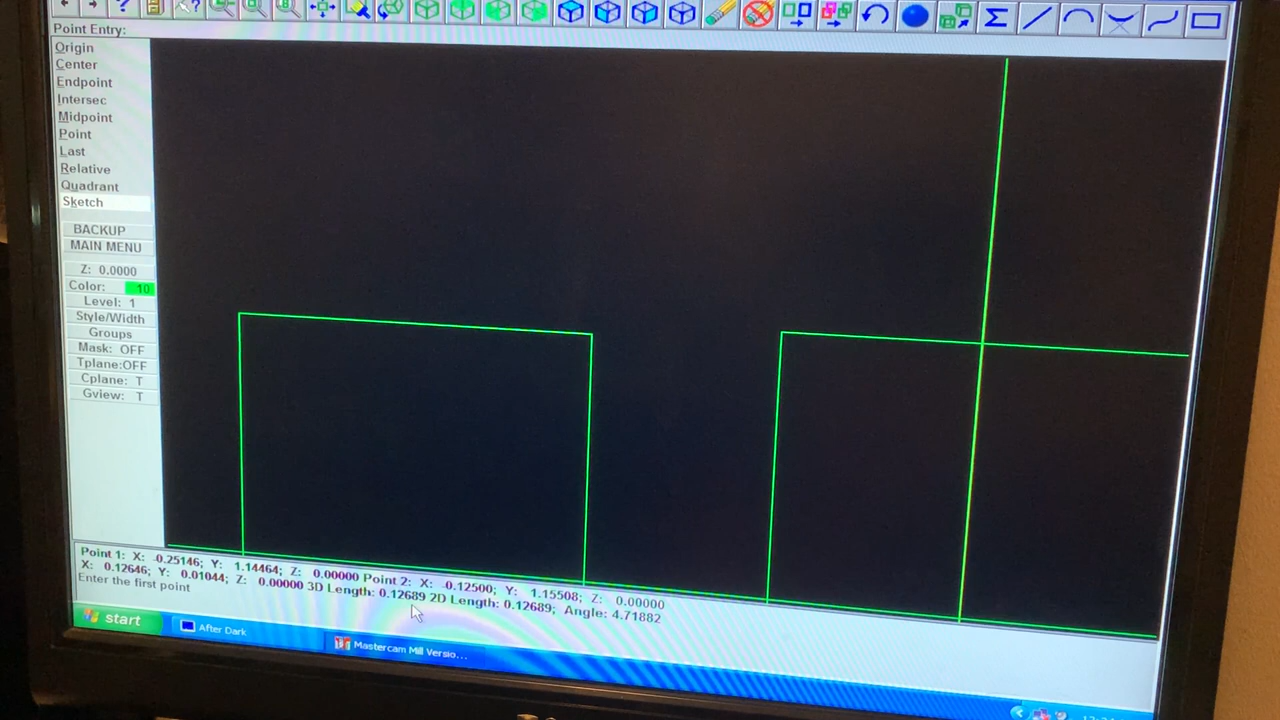 Point Entry:
Origin
Center
Endpoint
Intersec
Midpoint
Point
Last
Relative
Quadrant
Sketch
BACKUP
MAIN MENU
Z: 0.0000
Color: 10
Level: 1
Style/Width
Groups
Mask: OFF
Tplane:OFF
Cplane: T
Gview: T
Point 1: X: -0.25146; Y: 1.14464; Z: 0.00000 Point 2: X: -0.12500; Y: 1.15508; Z: 0.00000
X: 0.12646; Y: 0.01044; Z: 0.00000 3D Length: 0.12689 2D Length: 0.12689; Angle: 4.71882
Enter the first point
start
After Dark
Mastercam Mill Versio...